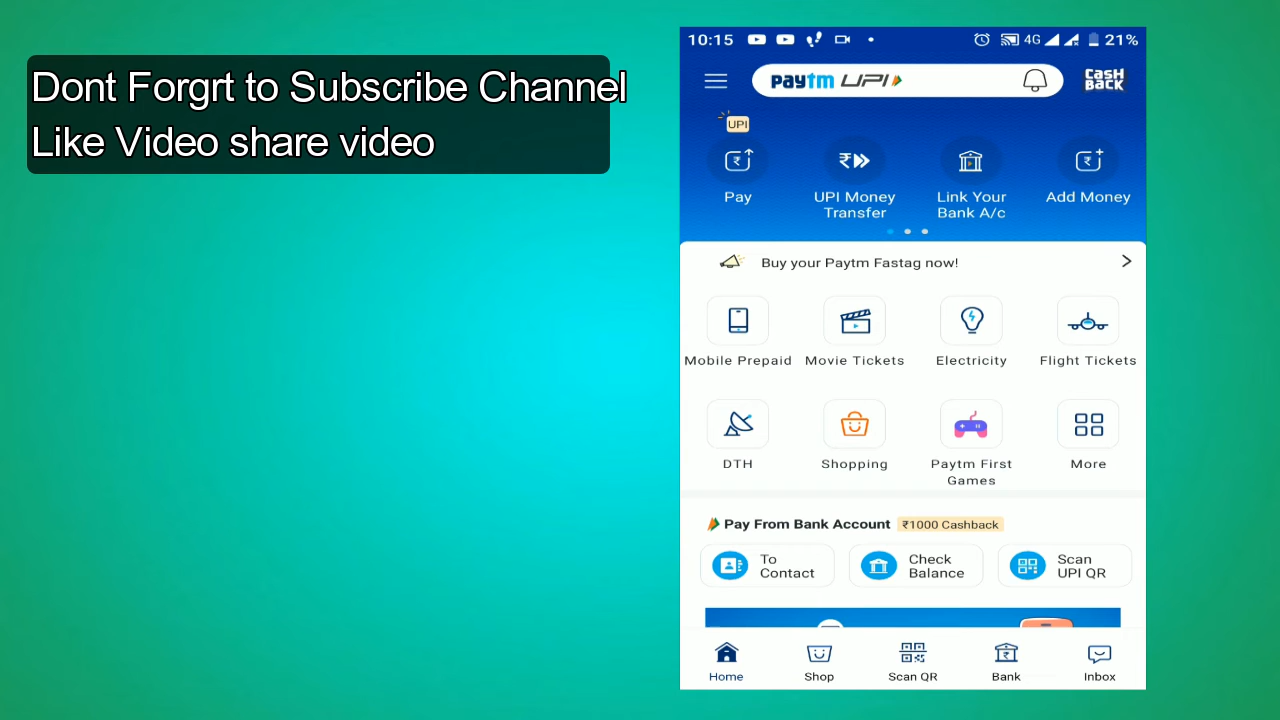 Dont Forgrt to Subscribe Channel
Like Video share video
10:15 4G 21%
paytm UPI CASH BACK
UPI
Pay UPI Money Transfer Link Your Bank A/c Add Money
Buy your Paytm Fastag now!
Mobile Prepaid Movie Tickets Electricity Flight Tickets
DTH Shopping Paytm First Games More
Pay From Bank Account ₹1000 Cashback
To Contact Check Balance Scan UPI QR
Home Shop Scan QR Bank Inbox